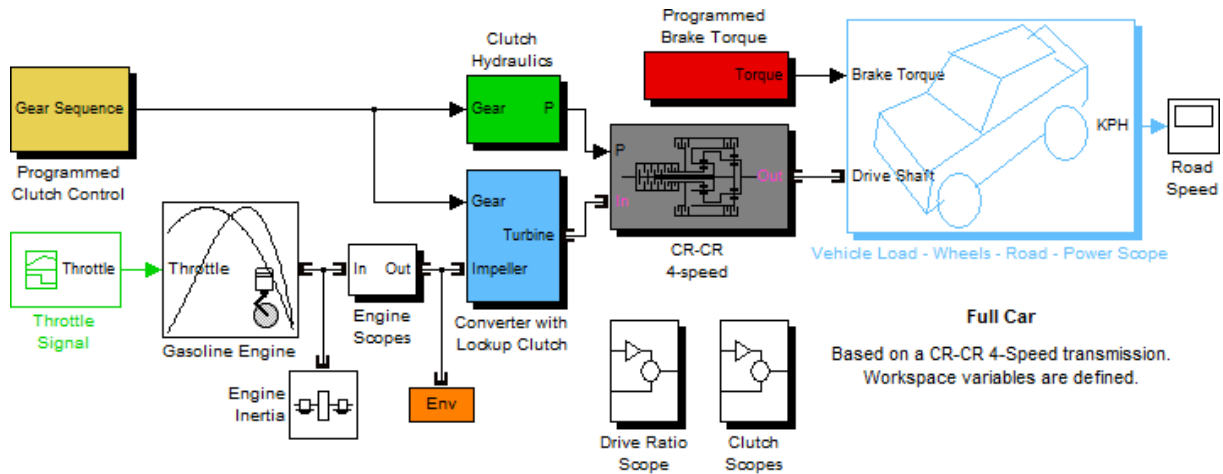 Gear Sequence
Programmed
Clutch Control
Throttle
Throttle
Signal
Throttle
Gasoline Engine
Engine
Inertia
In
Out
Engine
Scopes
Env
Clutch
Hydraulics
Gear
P
Gear
Turbine
Impeller
Converter with
Lookup Clutch
Programmed
Brake Torque
Torque
P
In
Out
CR-CR
4-speed
Brake Torque
Drive Shaft
KPH
Vehicle Load - Wheels - Road - Power Scope
Road
Speed
Drive Ratio
Scope
Clutch
Scopes
Full Car
Based on a CR-CR 4-Speed transmission.
Workspace variables are defined.